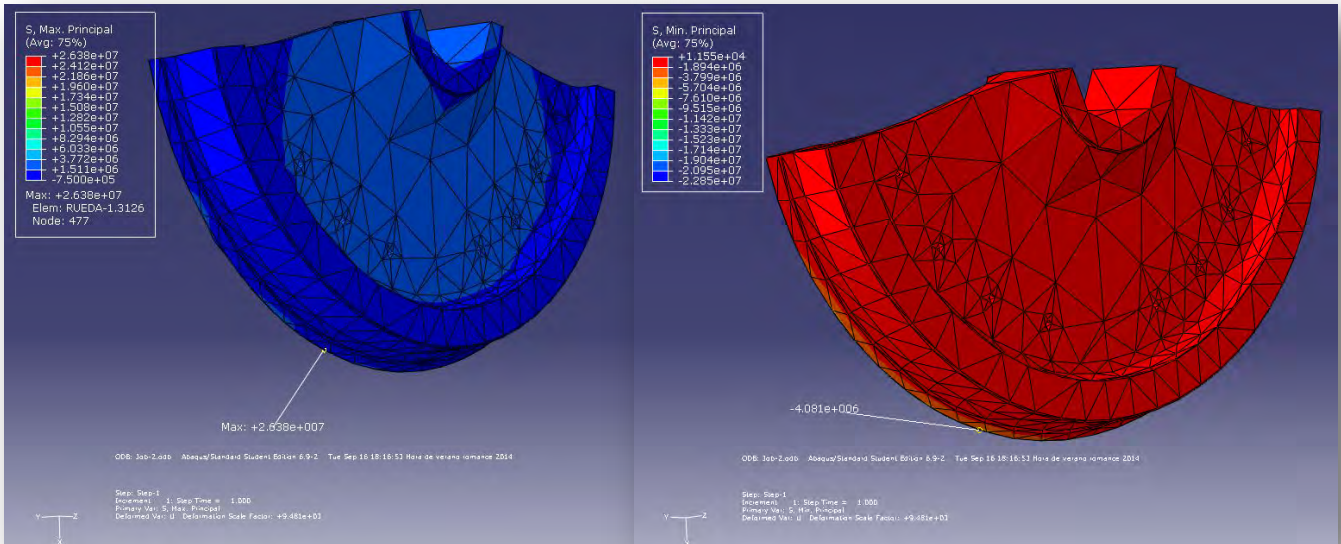 S, Max. Principal
(Avg: 75%)
+2.638e+07
+2.412e+07
+2.186e+07
+1.960e+07
+1.734e+07
+1.508e+07
+1.282e+07
+1.055e+07
+8.294e+06
+6.033e+06
+3.772e+06
+1.511e+06
-7.500e+05
Max: +2.638e+07
Elem: RUEDA-1.3126
Node: 477
Max: +2.638e+007
ODB: Job-2.odb Abaqus/Standard Student Edition 6.9-2 Tue Sep 16 18:16:53 Hora de verano romance 2014
Step: Step-1
Increment 1: Step Time = 1.000
Primary Var: S, Max. Principal
Deformed Var: U Deformation Scale Factor: +9.481e+03
Y Z
X
S, Min. Principal
(Avg: 75%)
+1.155e+04
-1.894e+06
-3.799e+06
-5.704e+06
-7.610e+06
-9.515e+06
-1.142e+07
-1.333e+07
-1.523e+07
-1.714e+07
-1.904e+07
-2.095e+07
-2.285e+07
-4.081e+006
ODB: Job-2.odb Abaqus/Standard Student Edition 6.9-2 Tue Sep 16 18:16:53 Hora de verano romance 2014
Step: Step-1
Increment 1: Step Time = 1.000
Primary Var: S, Min. Principal
Deformed Var: U Deformation Scale Factor: +9.481e+03
Y Z
X